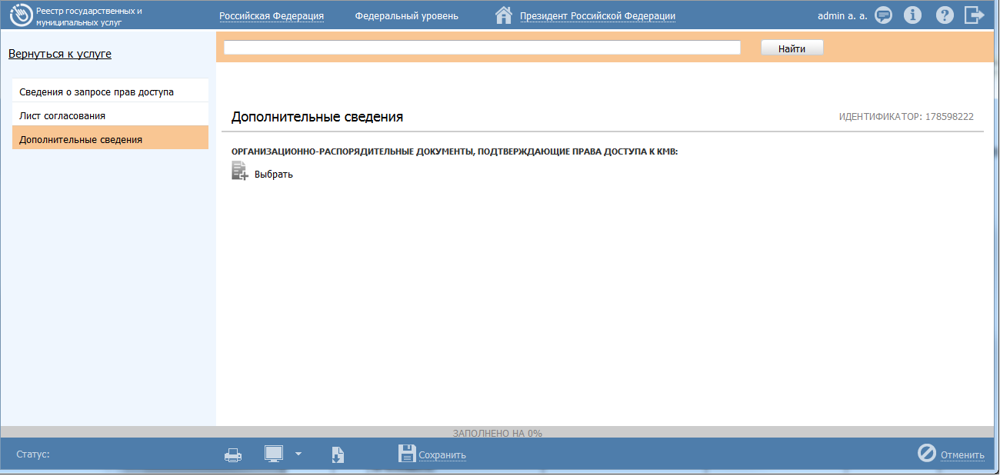 Реестр государственных и
муниципальных услуг
Российская Федерация
Федеральный уровень
Президент Российской Федерации
admin a. a.
Вернуться к услуге
Найти
Сведения о запросе прав доступа
Лист согласования
Дополнительные сведения
Дополнительные сведения
ИДЕНТИФИКАТОР: 178598222
ОРГАНИЗАЦИОННО-РАСПОРЯДИТЕЛЬНЫЕ ДОКУМЕНТЫ, ПОДТВЕРЖДАЮЩИЕ ПРАВА ДОСТУПА К КМВ:
Выбрать
ЗАПОЛНЕНО НА 0%
Статус:
Сохранить
Отменить